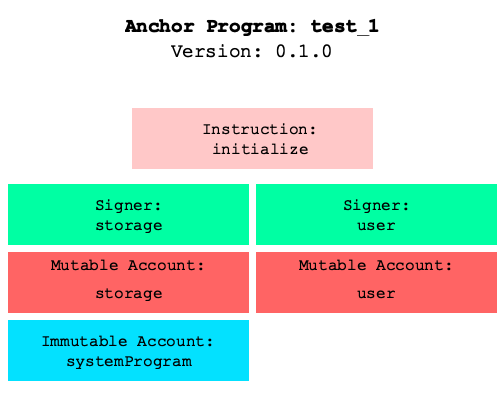 Anchor Program: test_1
Version: 0.1.0
Instruction:
initialize
Signer:
storage
Signer:
user
Mutable Account:
storage
Mutable Account:
user
Immutable Account:
systemProgram